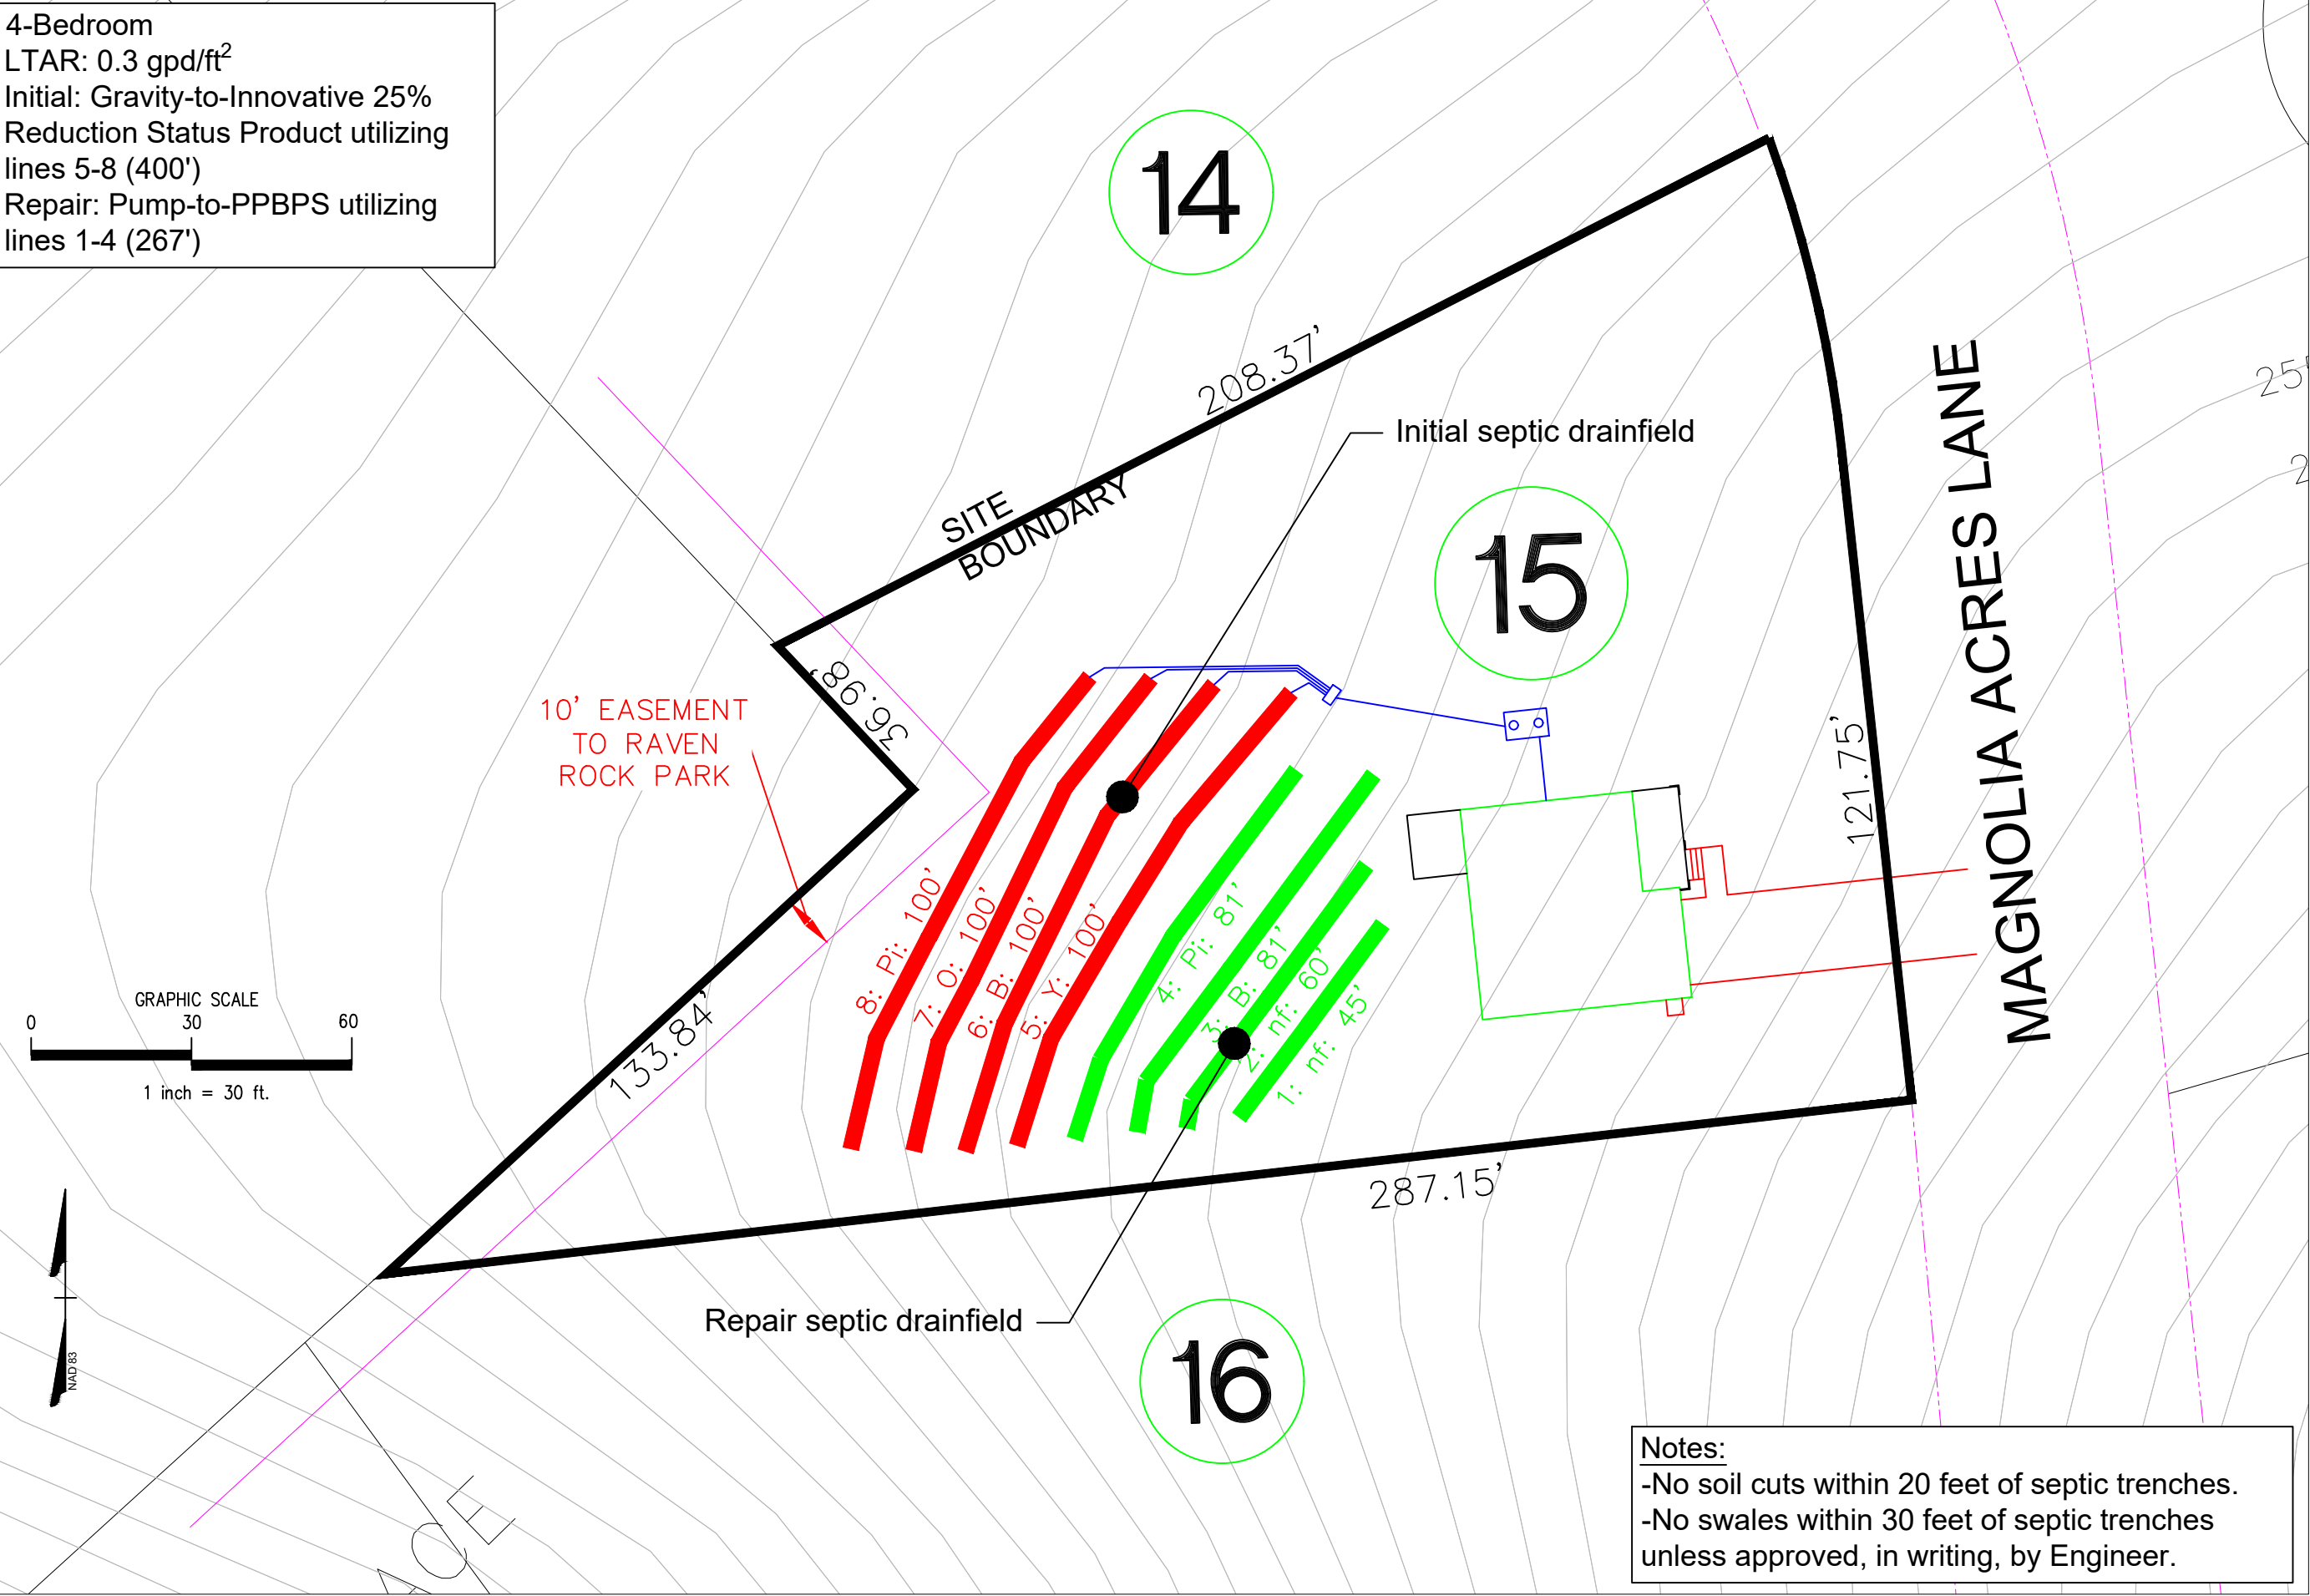 4-Bedroom
LTAR: 0.3 gpd/ft²
Initial: Gravity-to-Innovative 25%
Reduction Status Product utilizing
lines 5-8 (400')
Repair: Pump-to-PPBPS utilizing
lines 1-4 (267')
14
208.37'
Initial septic drainfield
SITE
BOUNDARY
15
MAGNOLIA ACRES LANE
36.98'
10' EASEMENT
TO RAVEN
ROCK PARK
121.75'
8: Pi: 100'
7: O: 100'
6: B: 100'
5: Y: 100'
4: Pi: 81'
3: B: 81'
2: nf: 60'
1: nf: 45'
GRAPHIC SCALE
0 30 60
1 inch = 30 ft.
133.84'
287.15'
Repair septic drainfield
16
NAD 83
Notes:
-No soil cuts within 20 feet of septic trenches.
-No swales within 30 feet of septic trenches
unless approved, in writing, by Engineer.